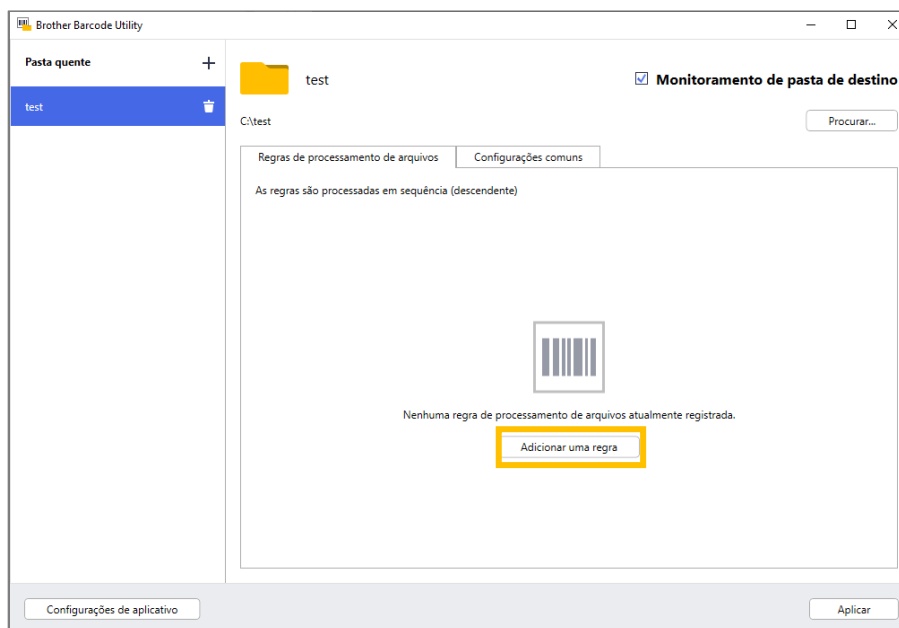 Brother Barcode Utility
Pasta quente
test
test
Monitoramento de pasta de destino
C:\test
Procurar...
Regras de processamento de arquivos
Configurações comuns
As regras são processadas em sequência (descendente)
Nenhuma regra de processamento de arquivos atualmente registrada.
Adicionar uma regra
Configurações de aplicativo
Aplicar